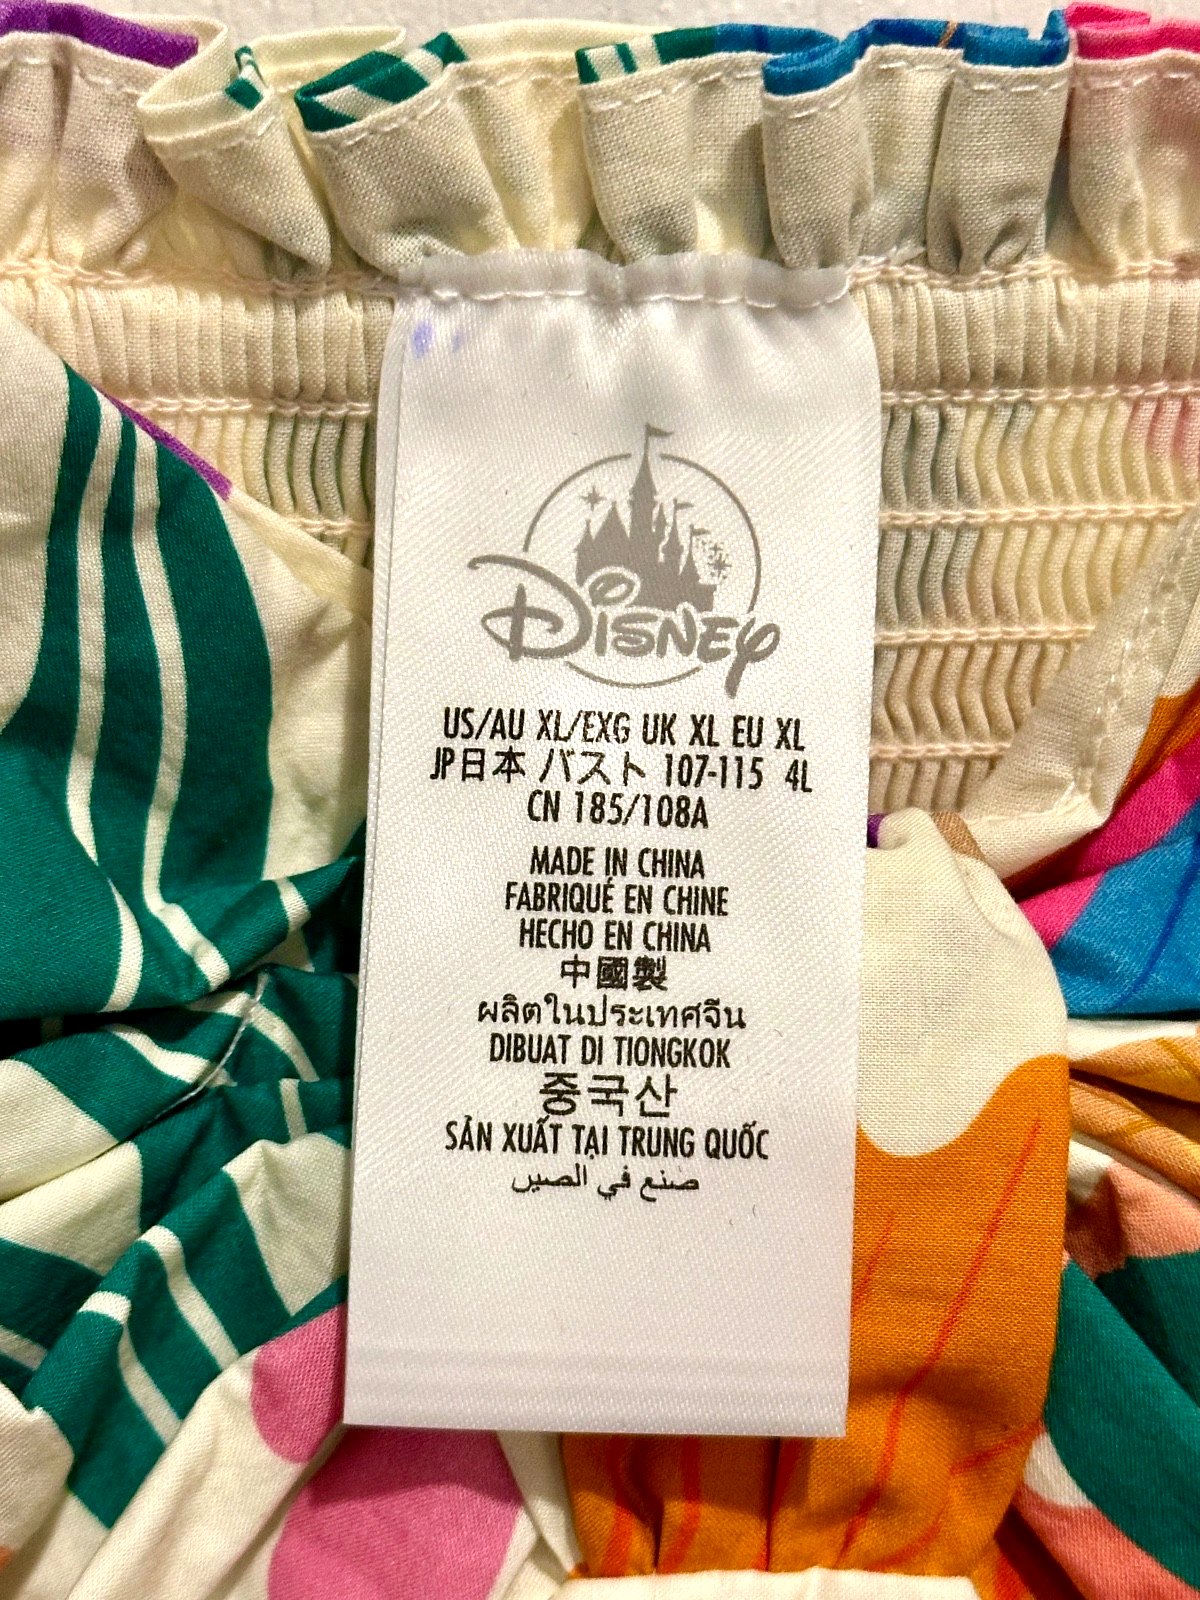 Disney
US/AU XL/EXG UK XL EU XL
JP日本 バスト 107-115 4L
CN 185/108A
MADE IN CHINA
FABRIQUÉ EN CHINE
HECHO EN CHINA
中國製
ผลิตในประเทศจีน
DIBUAT DI TIONGKOK
중국산
SẢN XUẤT TẠI TRUNG QUỐC
صنع في الصين